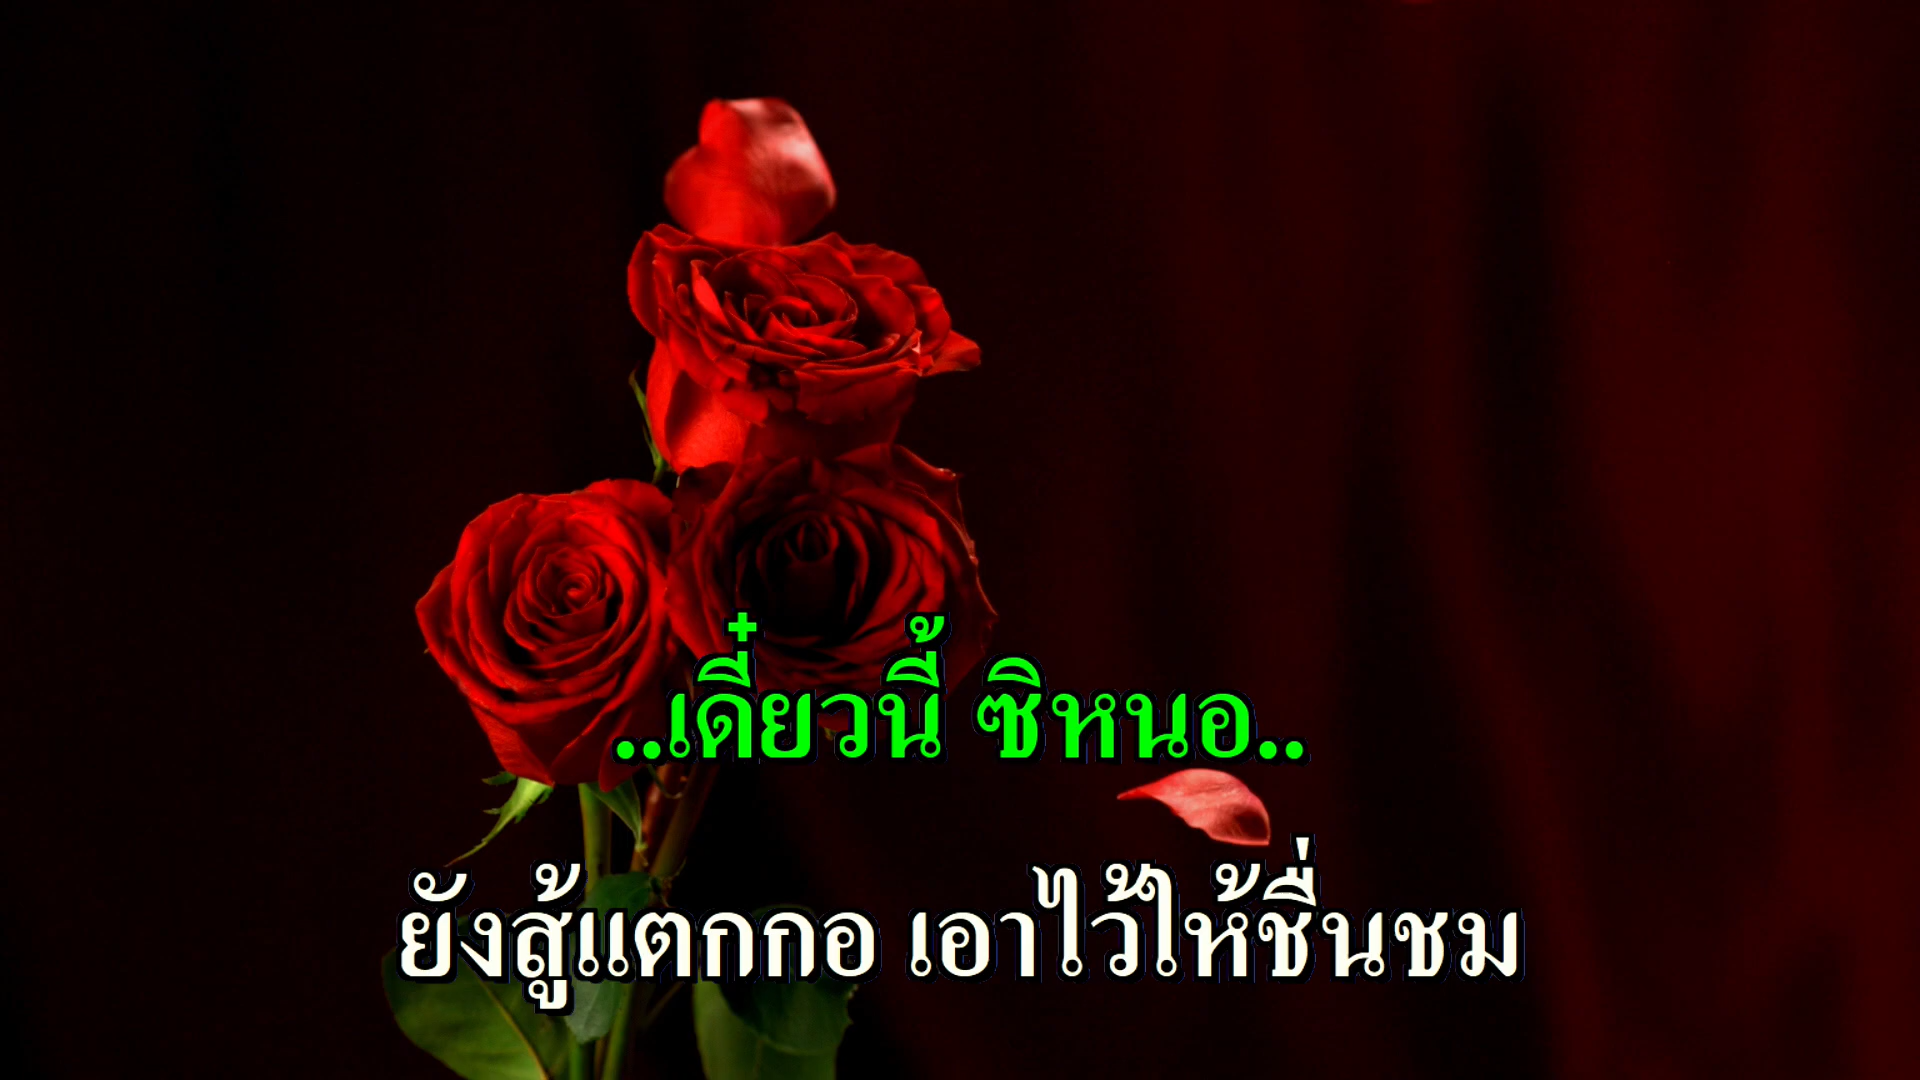 ..เดี๋ยวนี้ ซิหนอ..
ยังสู้แตกกอ เอาไว้ให้ชื่นชม